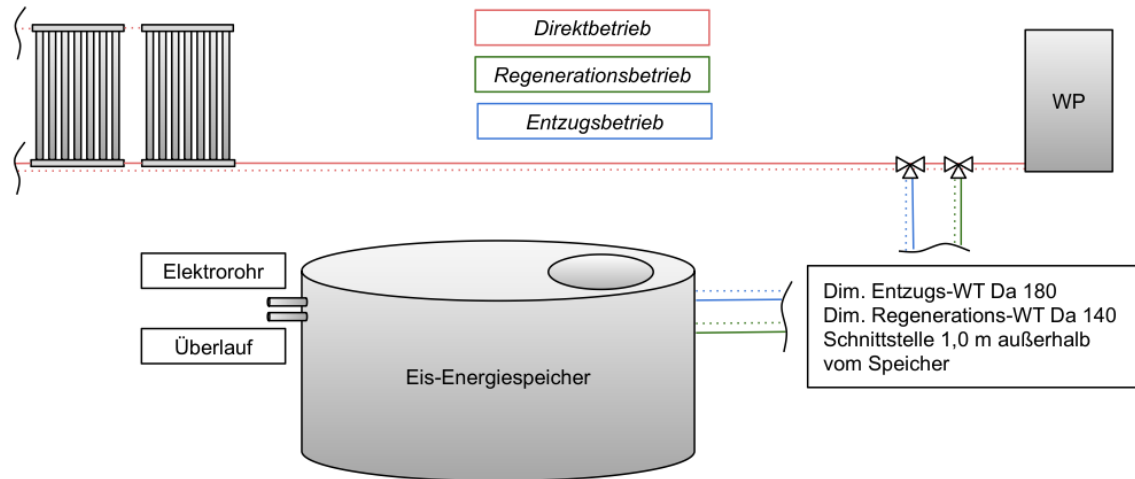 Direktbetrieb
Regenerationsbetrieb
Entzugsbetrieb
WP
Elektrorohr
Überlauf
Eis-Energiespeicher
Dim. Entzugs-WT Da 180
Dim. Regenerations-WT Da 140
Schnittstelle 1,0 m außerhalb
vom Speicher